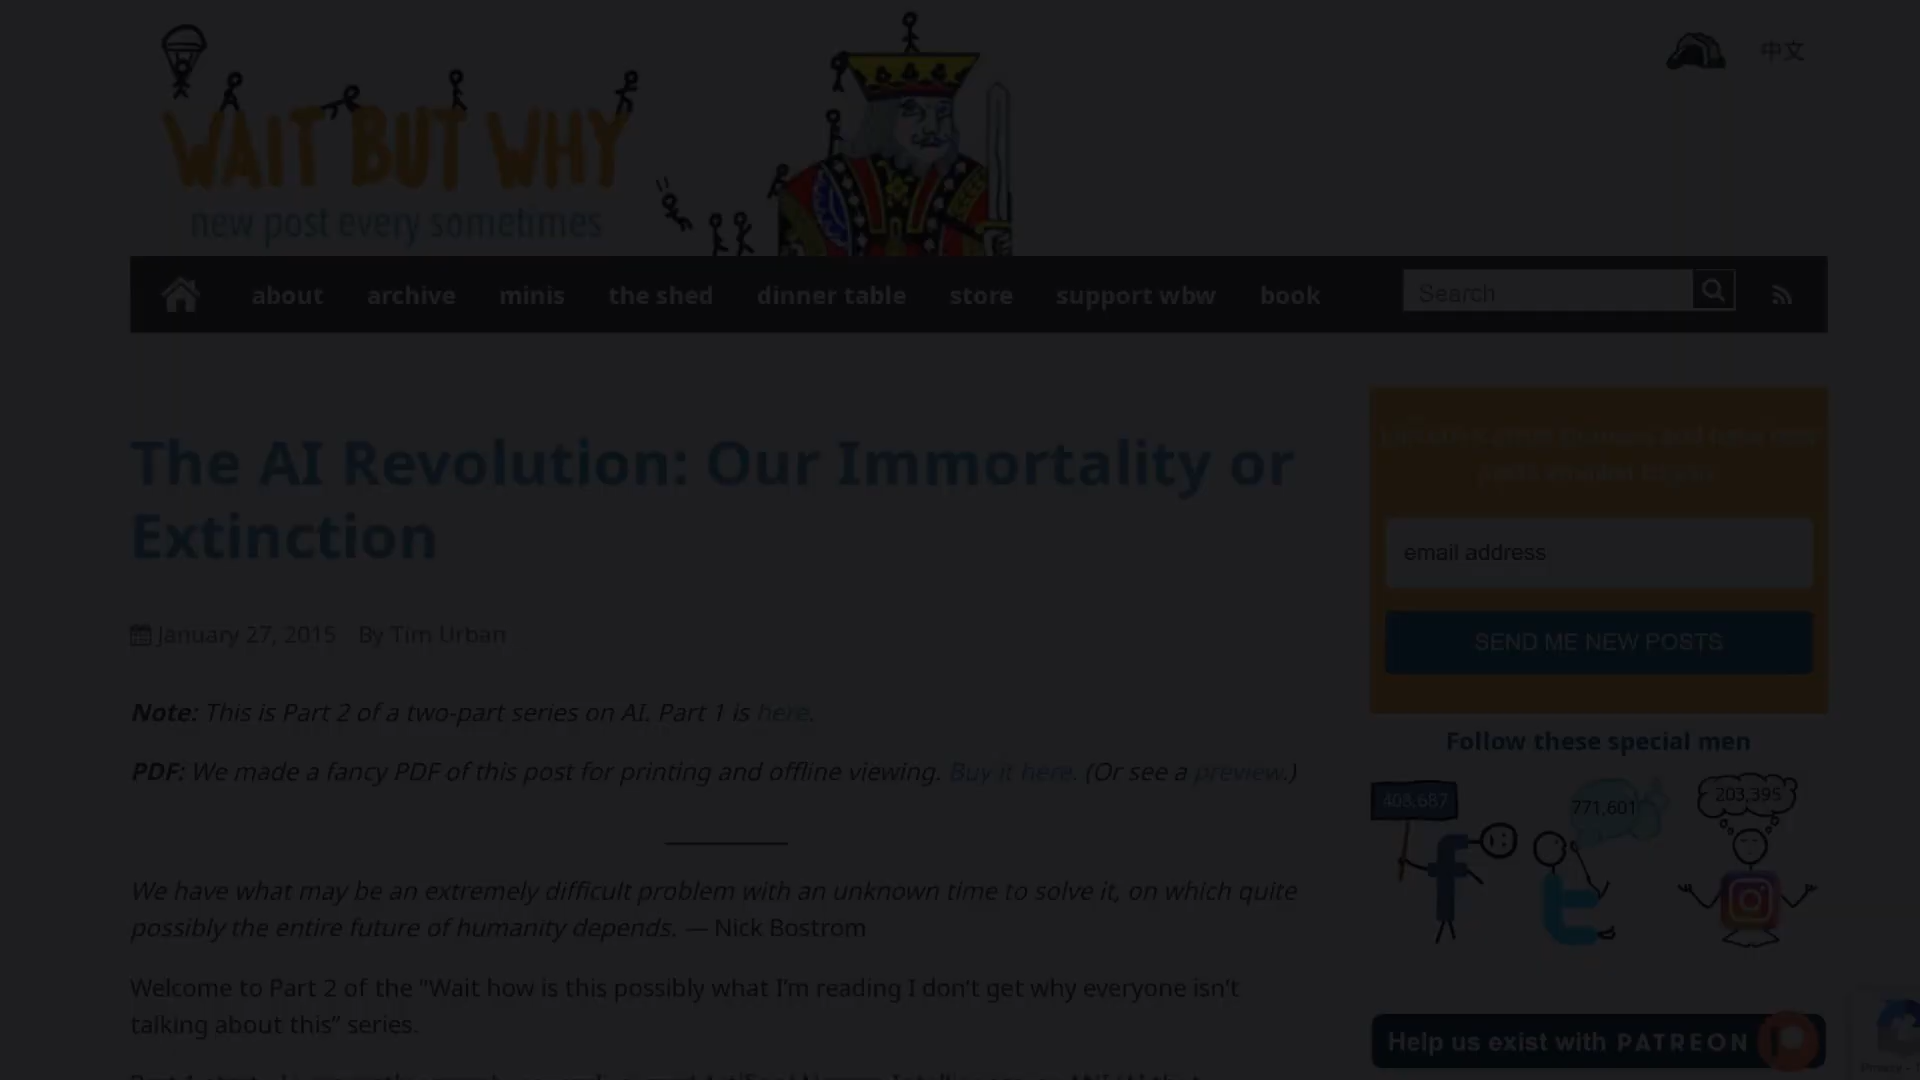 中文
WAIT BUT WHY
new post every sometimes
about archive minis the shed dinner table store support wbw book
Search
The AI Revolution: Our Immortality or
Extinction
January 27, 2015 By Tim Urban
Note: This is Part 2 of a two-part series on AI. Part 1 is here.
PDF: We made a fancy PDF of this post for printing and offline viewing. Buy it here. (Or see a preview.)
We have what may be an extremely difficult problem with an unknown time to solve it, on which quite
possibly the entire future of humanity depends. — Nick Bostrom
Welcome to Part 2 of the “Wait how is this possibly what I’m reading I don’t get why everyone isn’t
talking about this” series.
email address
SEND ME NEW POSTS
Follow these special men
408,687
771,601
203,395
Help us exist with PATREON